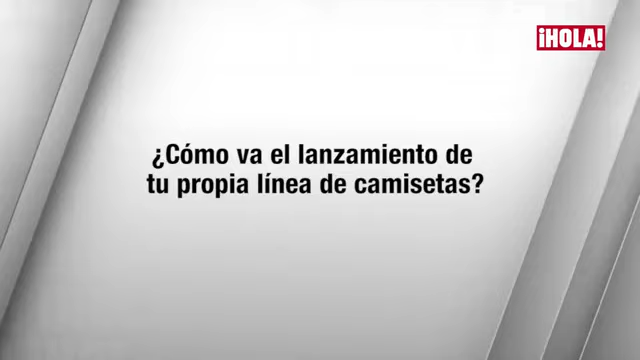 ¡HOLA!
¿Cómo va el lanzamiento de
tu propia línea de camisetas?